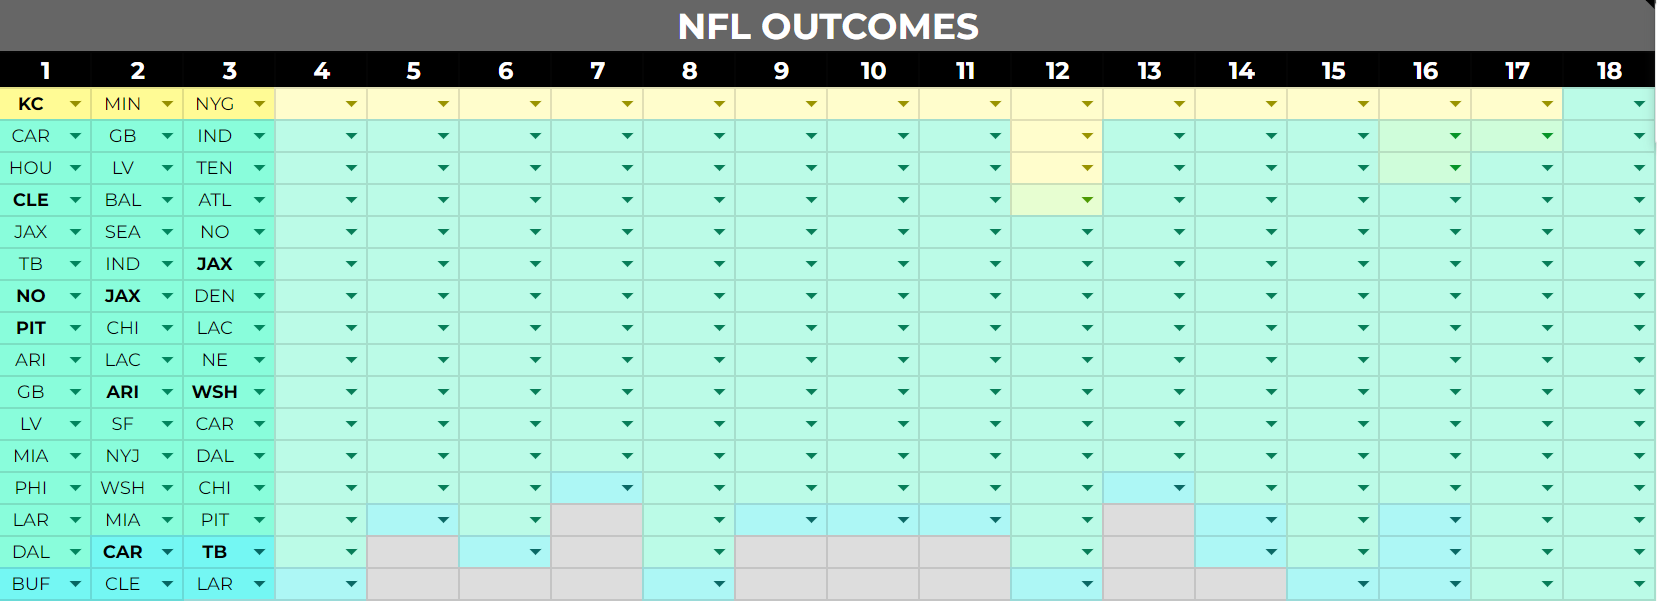 NFL OUTCOMES
1 2 3 4 5 6 7 8 9 10 11 12 13 14 15 16 17 18
KC MIN NYG
CAR GB IND
HOU LV TEN
CLE BAL ATL
JAX SEA NO
TB IND JAX
NO JAX DEN
PIT CHI LAC
ARI LAC NE
GB ARI WSH
LV SF CAR
MIA NYJ DAL
PHI WSH CHI
LAR MIA PIT
DAL CAR TB
BUF CLE LAR